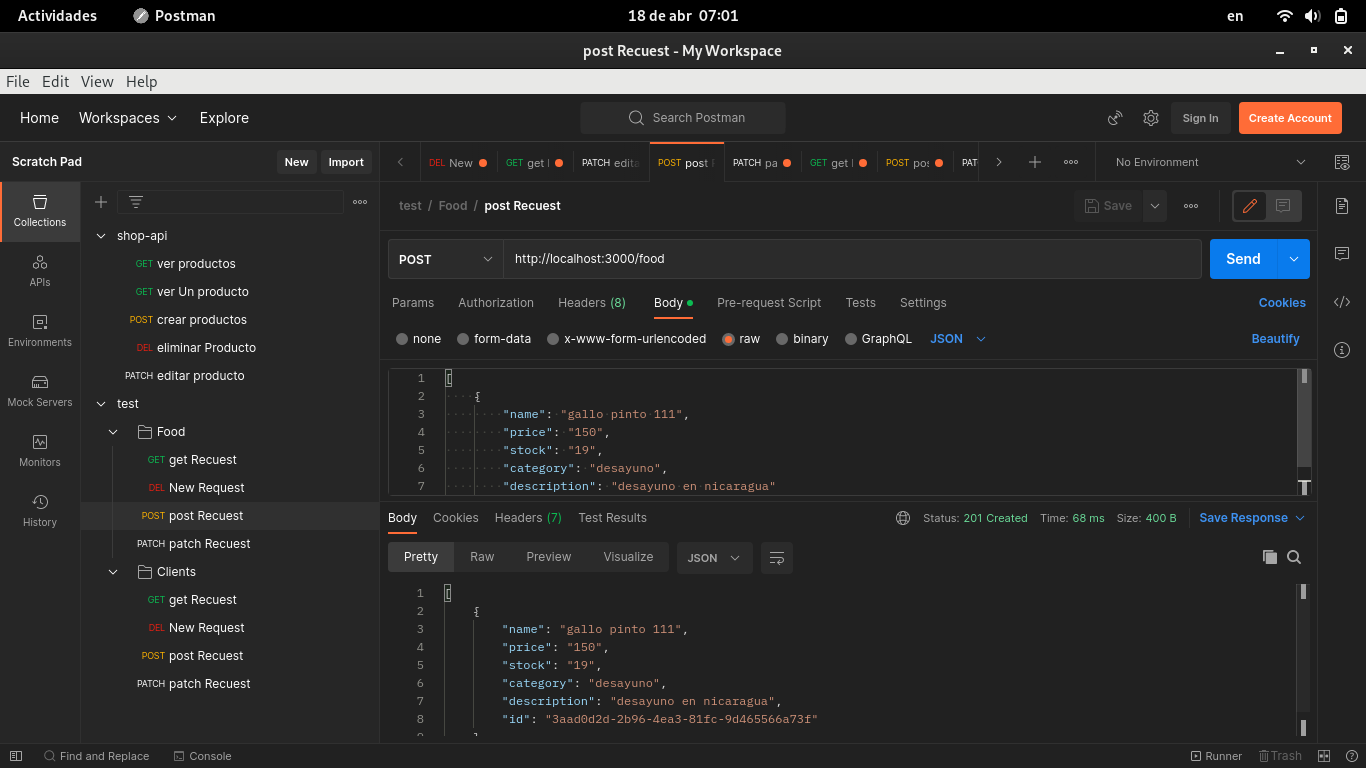 Actividades Postman 18 de abr 07:01 en
post Recuest - My Workspace
File Edit View Help
Home Workspaces Explore Search Postman Sign In Create Account
Scratch Pad New Import
DEL New GET get PATCH edita POST post PATCH pa GET get POST pos PAT No Environment
Collections
APIs
Environments
Mock Servers
Monitors
History
shop-api
GET ver productos
GET ver Un producto
POST crear productos
DEL eliminar Producto
PATCH editar producto
test
Food
GET get Recuest
DEL New Request
POST post Recuest
PATCH patch Recuest
Clients
GET get Recuest
DEL New Request
POST post Recuest
PATCH patch Recuest
test / Food / post Recuest Save
POST http://localhost:3000/food Send
Params Authorization Headers (8) Body Pre-request Script Tests Settings Cookies
none form-data x-www-form-urlencoded raw binary GraphQL JSON Beautify
1 [
2 {
3 "name": "gallo pinto 111",
4 "price": "150",
5 "stock": "19",
6 "category": "desayuno",
7 "description": "desayuno en nicaragua"
Body Cookies Headers (7) Test Results Status: 201 Created Time: 68 ms Size: 400 B Save Response
Pretty Raw Preview Visualize JSON
1 [
2 {
3 "name": "gallo pinto 111",
4 "price": "150",
5 "stock": "19",
6 "category": "desayuno",
7 "description": "desayuno en nicaragua",
8 "id": "3aad0d2d-2b96-4ea3-81fc-9d465566a73f"
Find and Replace Console Runner Trash